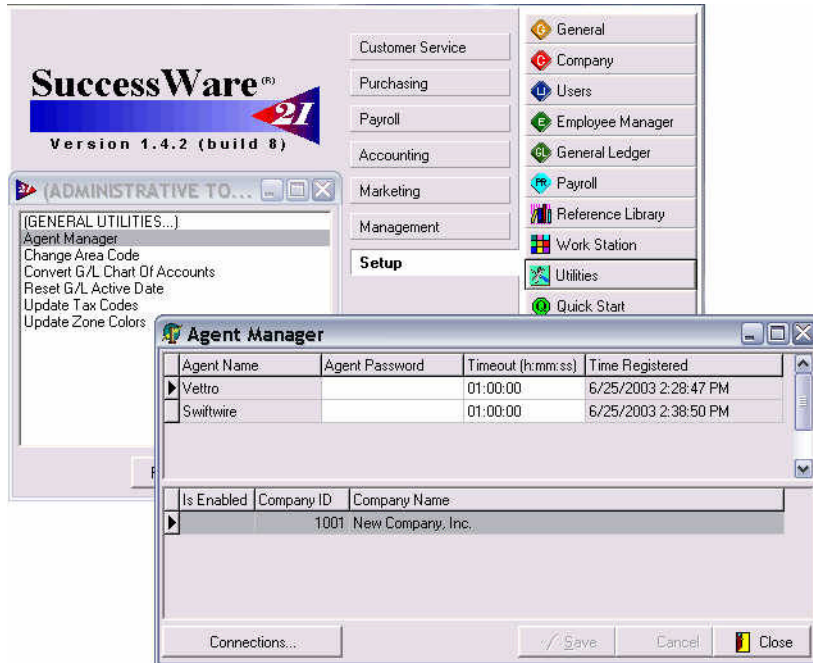 SuccessWare (R)
21
Version 1.4.2 (build 8)
Customer Service
Purchasing
Payroll
Accounting
Marketing
Management
Setup
G General
C Company
U Users
E Employee Manager
GL General Ledger
PR Payroll
Reference Library
Work Station
Utilities
Q Quick Start
21 (ADMINISTRATIVE TO...
(GENERAL UTILITIES...)
Agent Manager
Change Area Code
Convert G/L Chart Of Accounts
Reset G/L Active Date
Update Tax Codes
Update Zone Colors
Agent Manager
Agent Name Agent Password Timeout (h:mm:ss) Time Registered
Vettro 01:00:00 6/25/2003 2:28:47 PM
Swiftwire 01:00:00 6/25/2003 2:38:50 PM
Is Enabled Company ID Company Name
1001 New Company, Inc.
Connections... Save Cancel Close